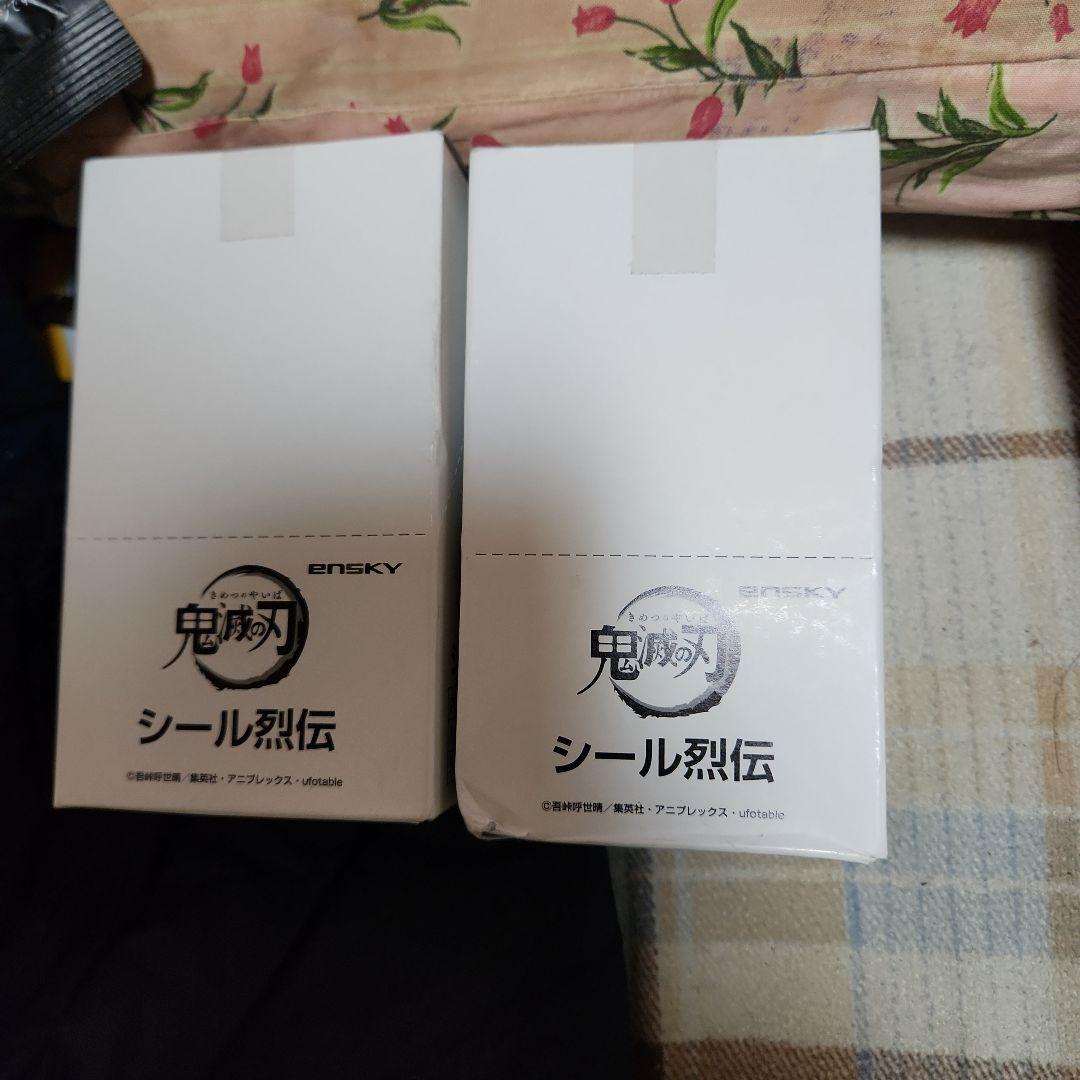 ensky
きめつのやいば
鬼滅の刃
シール烈伝
©吾峠呼世晴／集英社・アニプレックス・ufotable
ensky
きめつのやいば
鬼滅の刃
シール烈伝
©吾峠呼世晴／集英社・アニプレックス・ufotable